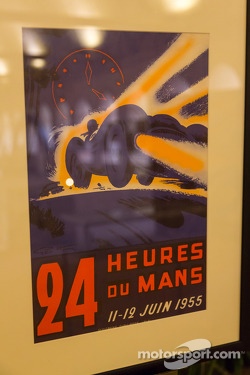 24 HEURES
DU MANS
11-12 JUIN 1955
motorsport.com